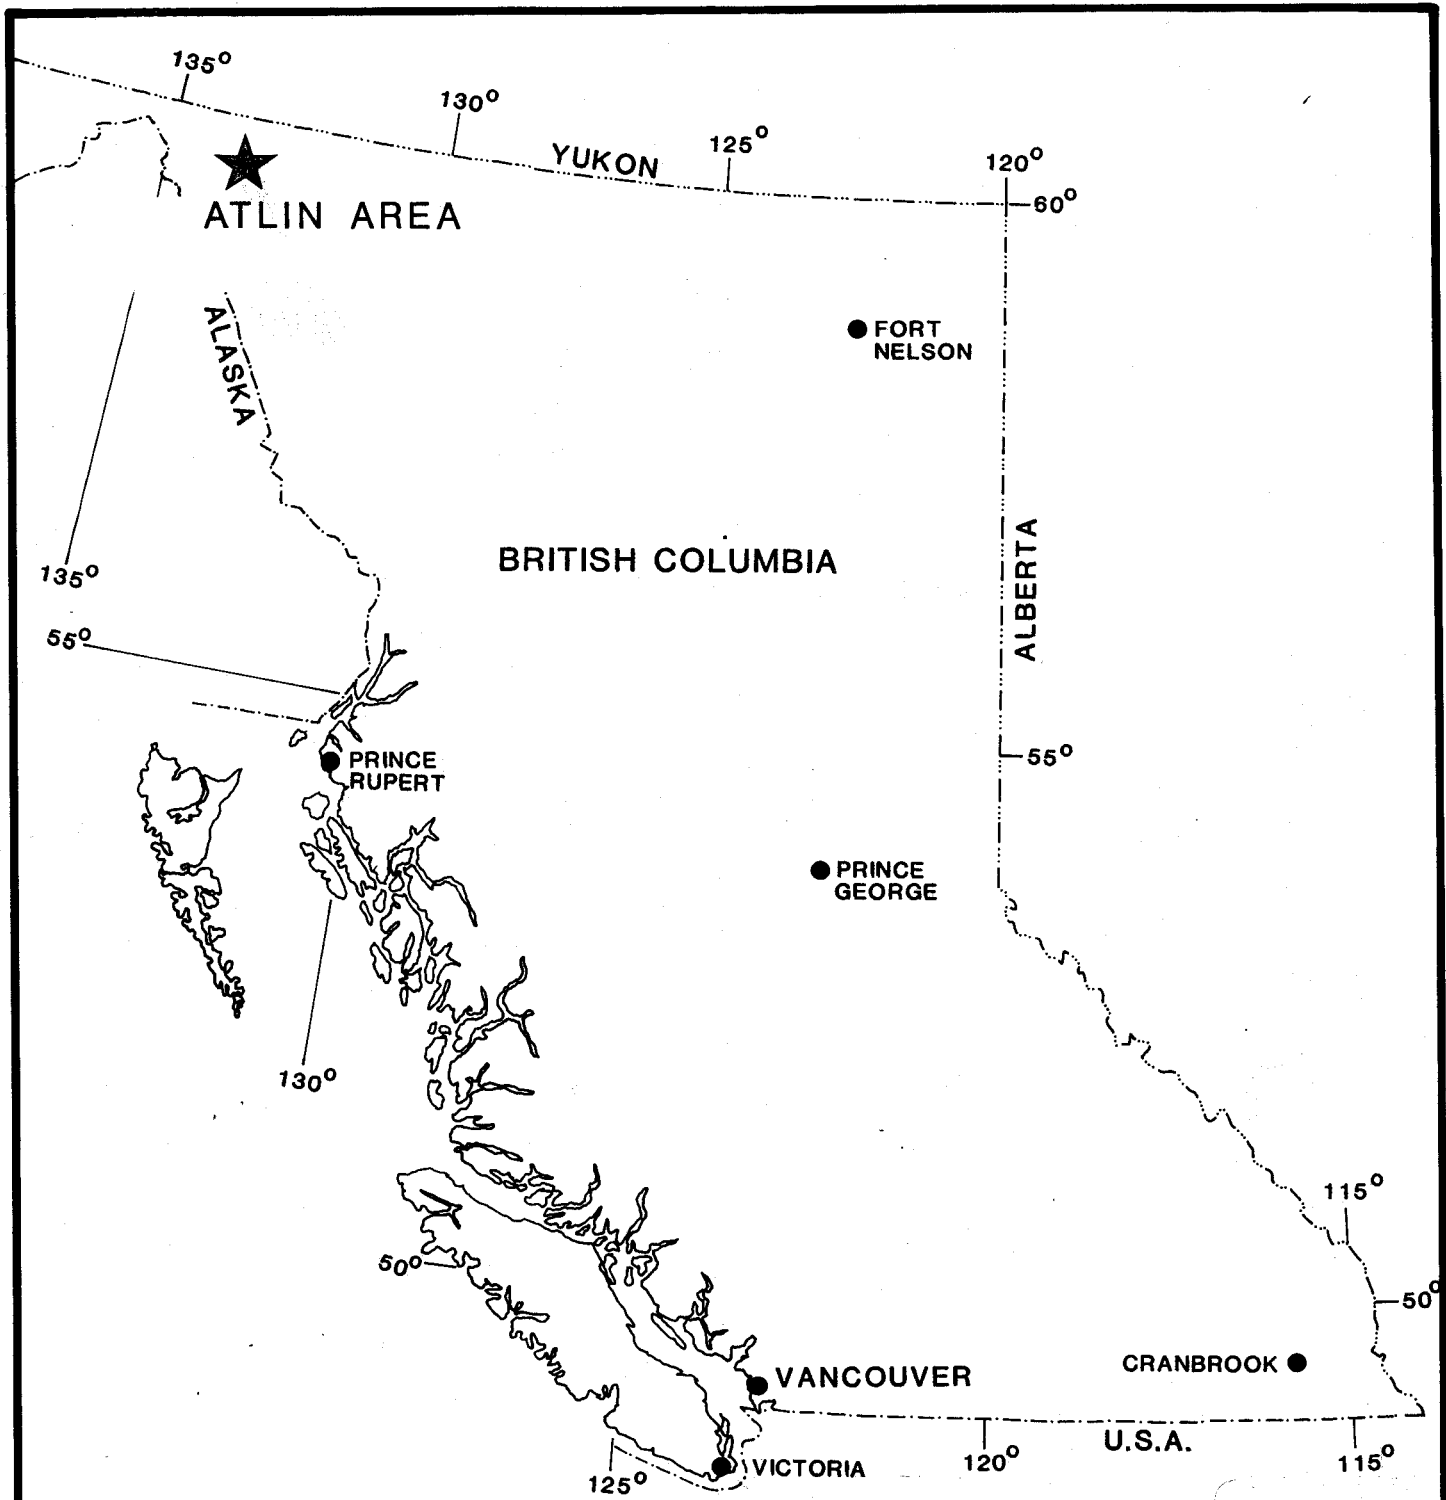 135°
130°
125°
YUKON
120°
60°
ATLIN AREA
ALASKA
FORT
NELSON
BRITISH COLUMBIA
ALBERTA
135°
55°
55°
PRINCE
RUPERT
PRINCE
GEORGE
130°
115°
50°
50°
CRANBROOK
VANCOUVER
U.S.A.
120°
115°
VICTORIA
125°